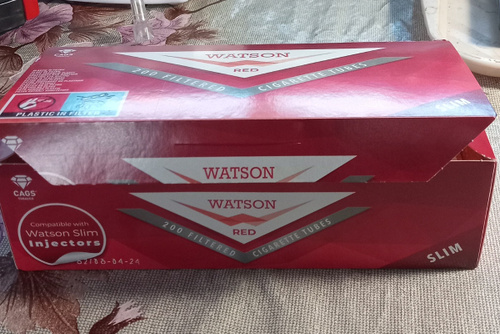 WATSON
RED
200 FILTERED CIGARETTE TUBES
PLASTIC IN FILTER
SLIM
WATSON
CAGS
WATSON
RED
200 FILTERED CIGARETTE TUBES
Compatible with
Watson Slim
Injectors
SLIM